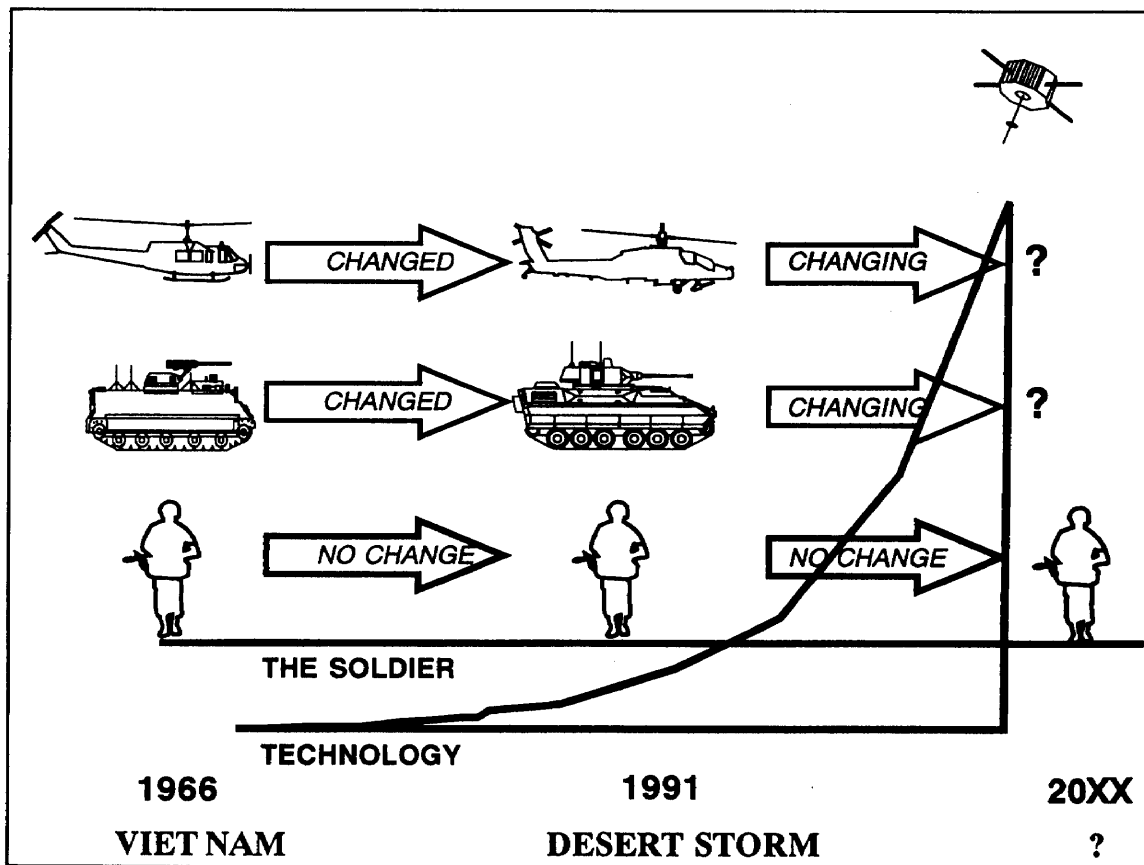 CHANGED CHANGING ?
CHANGED CHANGING ?
NO CHANGE NO CHANGE
THE SOLDIER
TECHNOLOGY
1966 1991 20XX
VIET NAM DESERT STORM ?